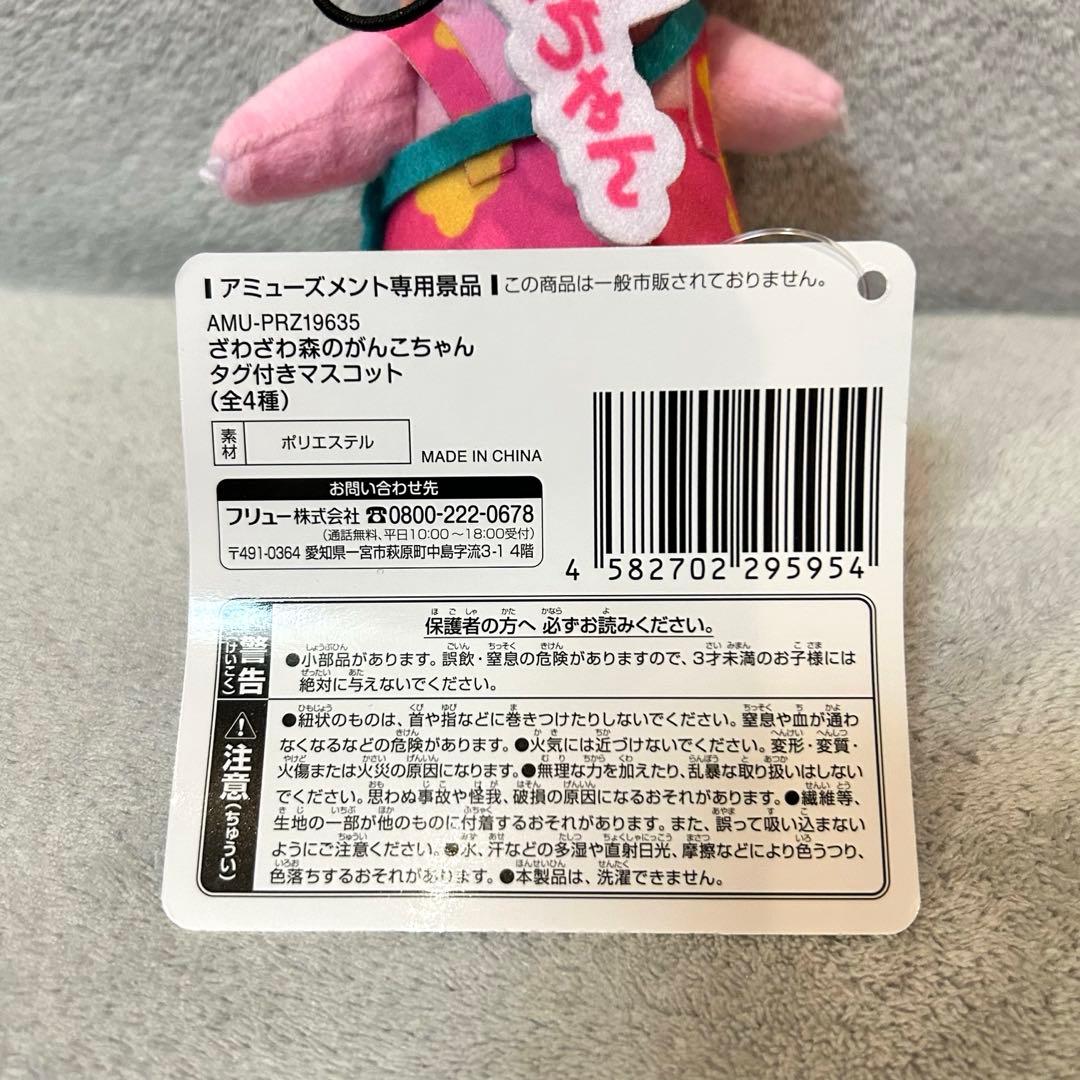 ちゃん
アミューズメント専用景品 この商品は一般市販されておりません。
AMU-PRZ19635
ざわざわ森のがんこちゃん
タグ付きマスコット
(全4種)
素材 ポリエステル
MADE IN CHINA
お問い合わせ先
フリュー株式会社 ☎0800-222-0678
(通話無料、平日10:00~18:00受付)
〒491-0364 愛知県一宮市萩原町中島字流3-1 4階
4 582702 295954
保護者の方へ 必ずお読みください。
警告(けいこく)
●小部品があります。誤飲・窒息の危険がありますので、3才未満のお子様には
絶対に与えないでください。
注意(ちゅうい)
●紐状のものは、首や指などに巻きつけたりしないでください。窒息や血が通わ
なくなるなどの危険があります。●火気には近づけないでください。変形・変質・
火傷または火災の原因になります。●無理な力を加えたり、乱暴な取り扱いはしない
でください。思わぬ事故や怪我、破損の原因になるおそれがあります。●繊維等、
生地の一部が他のものに付着するおそれがあります。また、誤って吸い込まない
ようにご注意ください。●水、汗などの多湿や直射日光、摩擦などにより色うつり、
色落ちするおそれがあります。●本製品は、洗濯できません。